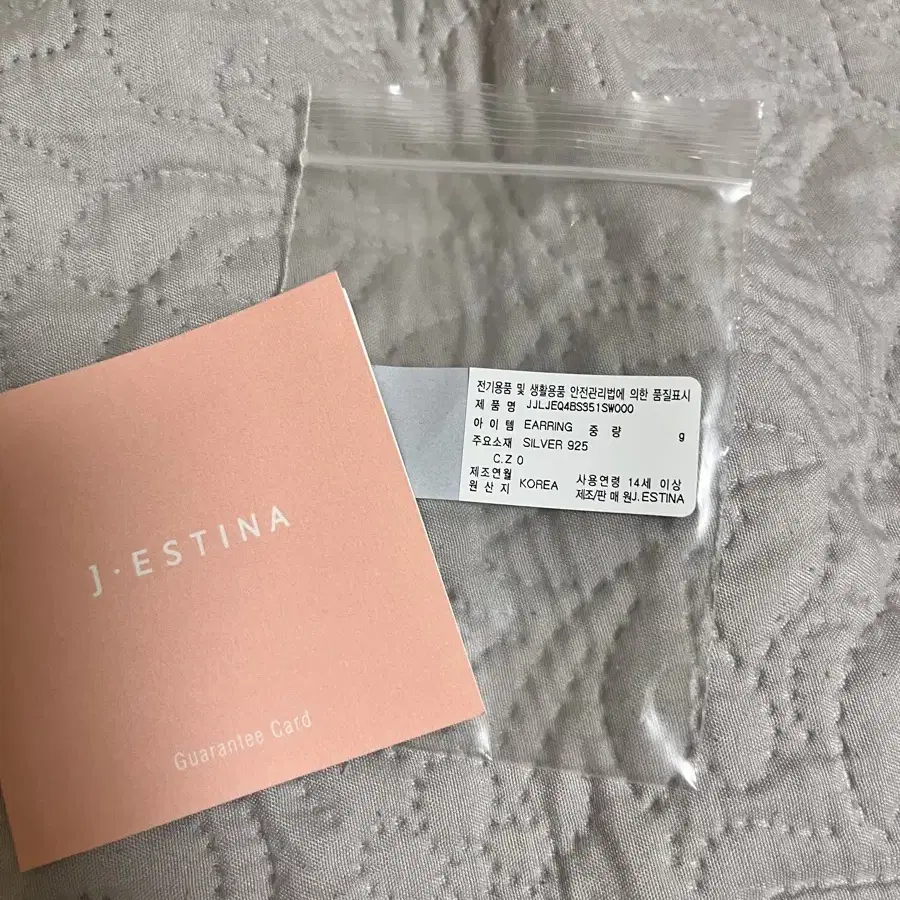 전기용품 및 생활용품 안전관리법에 의한 품질표시
제 품 명 JJLJEQ4BS351SW000
아 이 템 EARRING 중 량 g
주요소재 SILVER 925
C.Z 0
제조연월 사용연령 14세 이상
원 산 지 KOREA 제조/판 매 원J.ESTINA
J·ESTINA
Guarantee Card